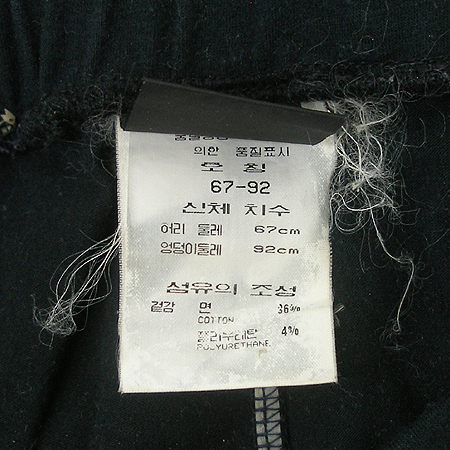 의한 품질표시
호 칭
67-92
신체 치수
허리 둘레 67cm
엉덩이둘레 92cm
섬유의 조성
겉감 면 36%
COTTON
폴리우레탄 4%
POLYURETHANE